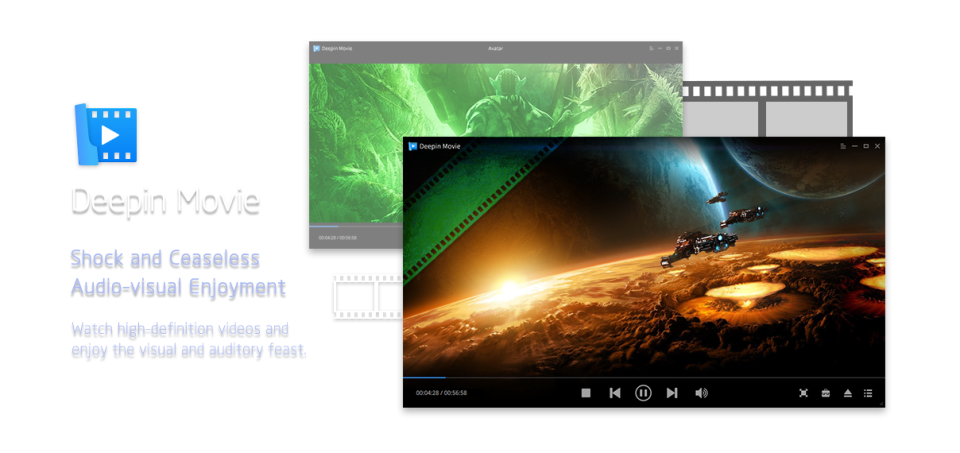 Deepin Movie
Avatar
Deepin Movie
Deepin Movie
Shock and Ceaseless
Audio-visual Enjoyment
Watch high-definition videos and
enjoy the visual and auditory feast.
00:04:28 / 00:56:58
00:04:28 / 00:56:58